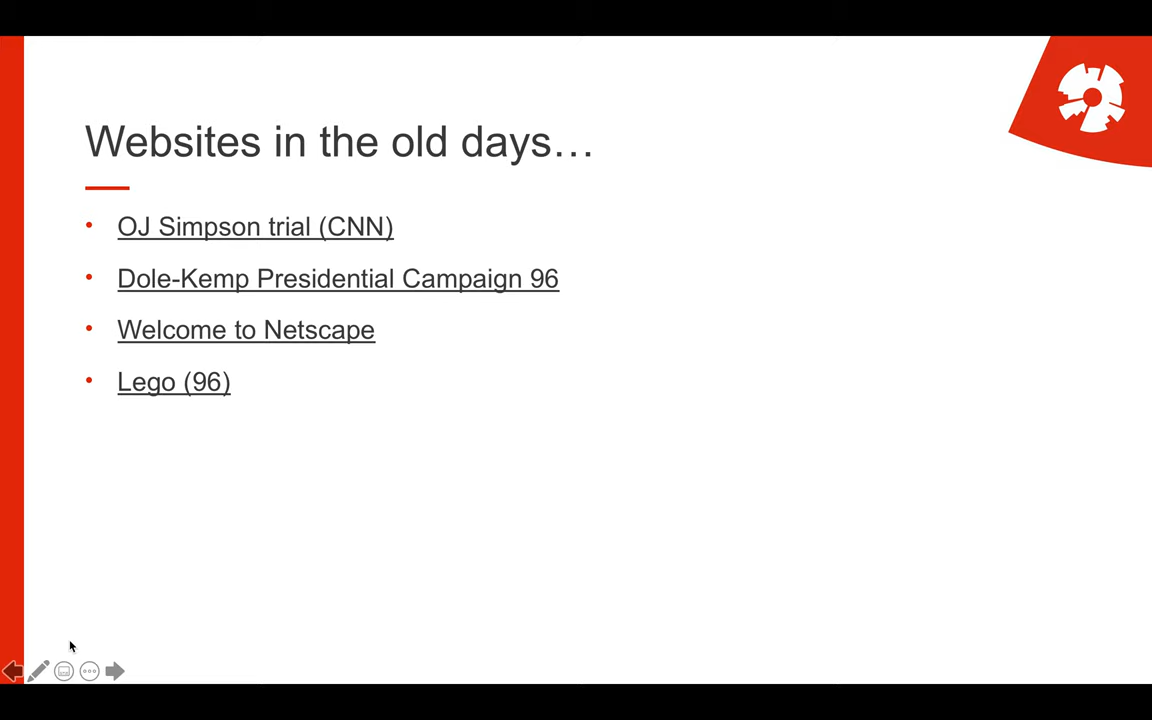 Websites in the old days…
• OJ Simpson trial (CNN)
• Dole-Kemp Presidential Campaign 96
• Welcome to Netscape
• Lego (96)